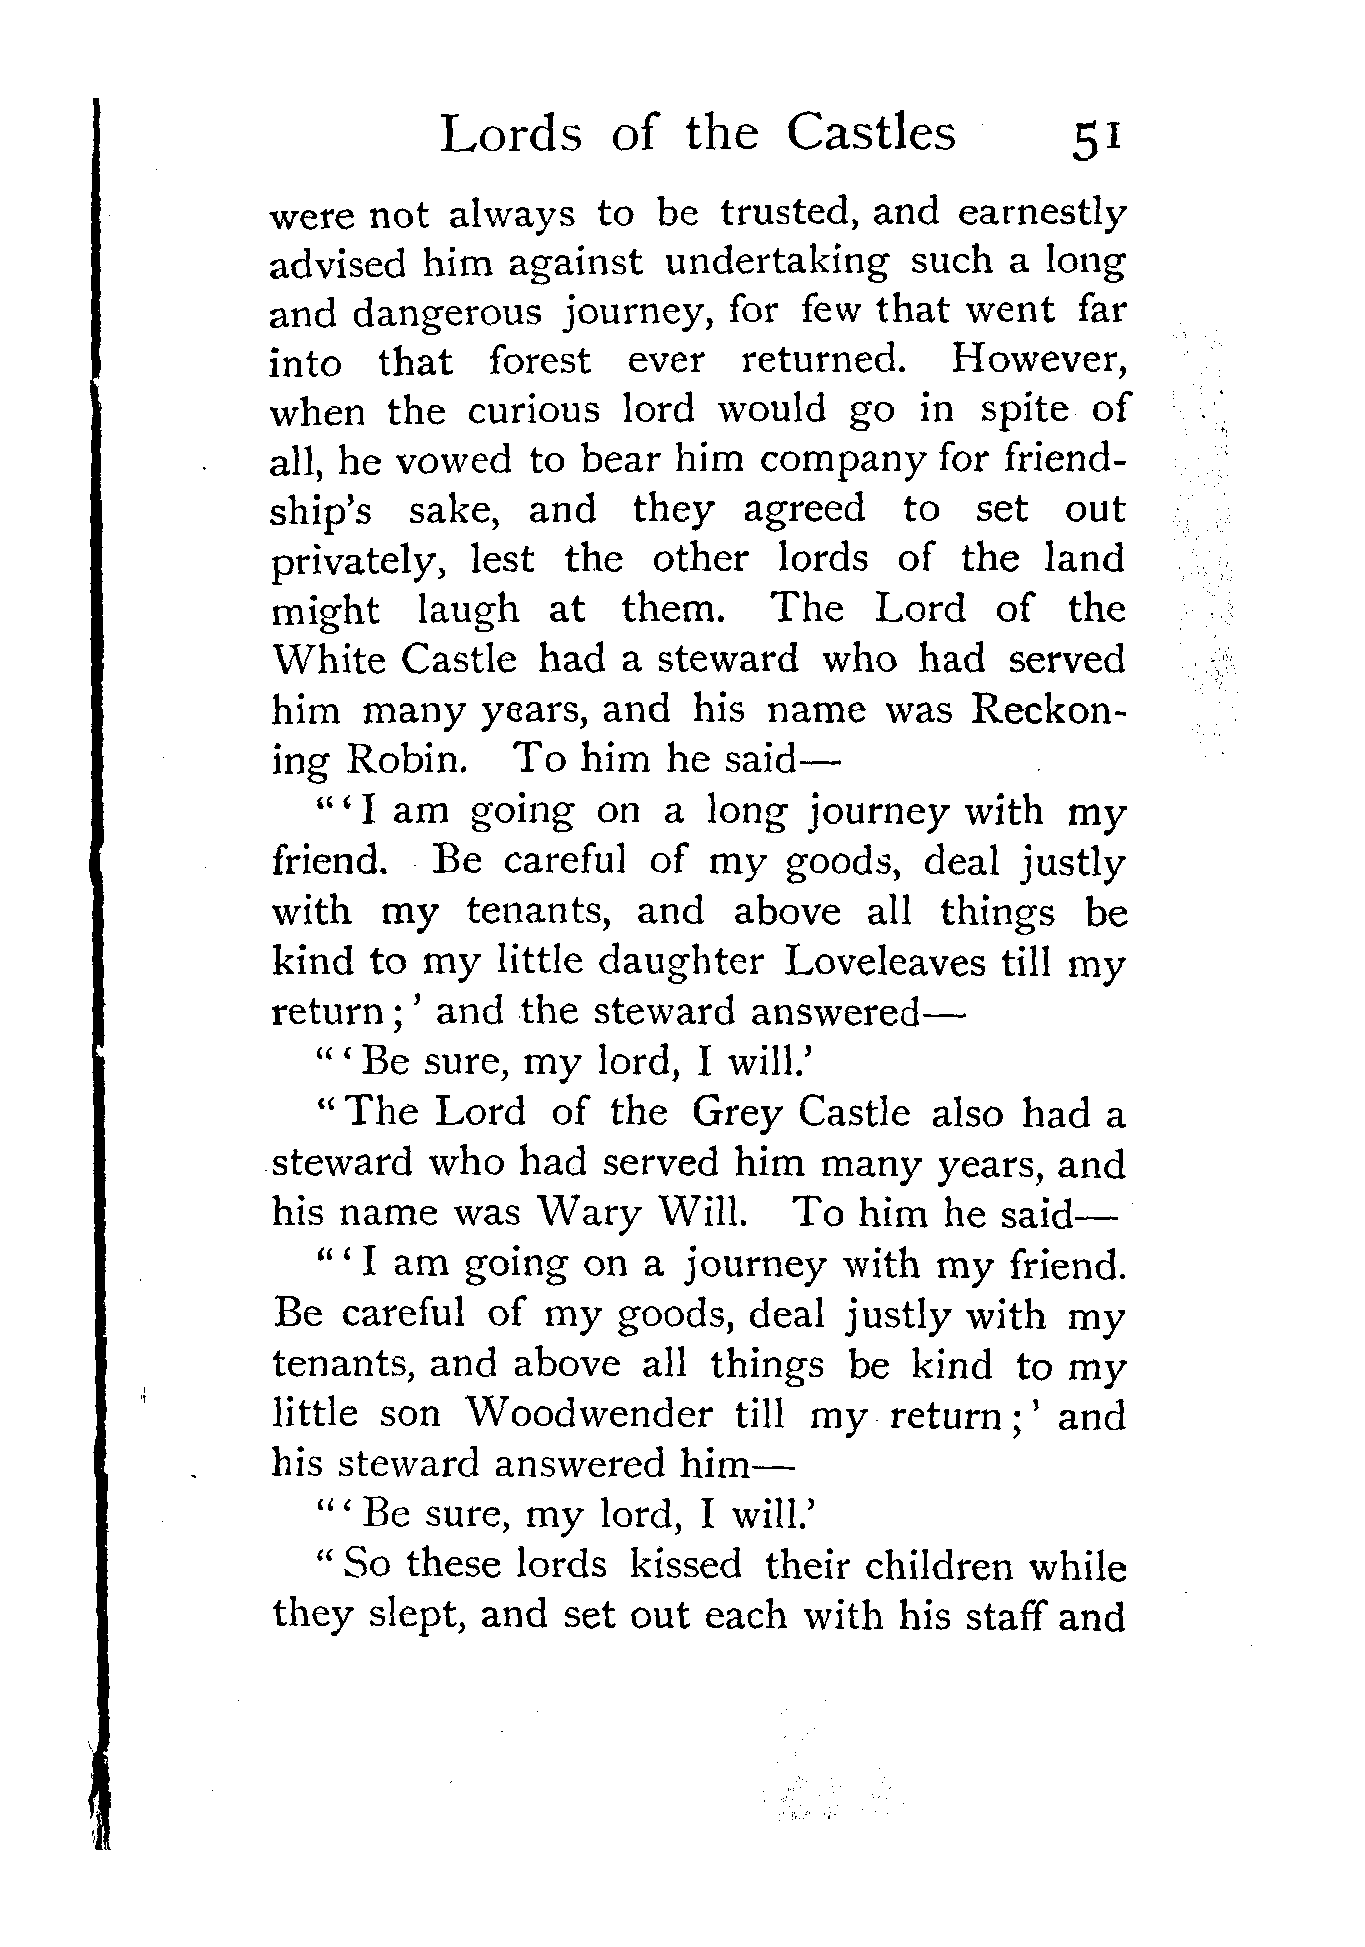 Lords of the Castles 51
were not always to be trusted, and earnestly
advised him against undertaking such a long
and dangerous journey, for few that went far
into that forest ever returned. However,
when the curious lord would go in spite of
all, he vowed to bear him company for friend-
ship's sake, and they agreed to set out
privately, lest the other lords of the land
might laugh at them. The Lord of the
White Castle had a steward who had served
him many years, and his name was Reckon-
ing Robin. To him he said—
"'I am going on a long journey with my
friend. Be careful of my goods, deal justly
with my tenants, and above all things be
kind to my little daughter Loveleaves till my
return;' and the steward answered—
"'Be sure, my lord, I will.'
"The Lord of the Grey Castle also had a
steward who had served him many years, and
his name was Wary Will. To him he said—
"'I am going on a journey with my friend.
Be careful of my goods, deal justly with my
tenants, and above all things be kind to my
little son Woodwender till my return;' and
his steward answered him—
"'Be sure, my lord, I will.'
"So these lords kissed their children while
they slept, and set out each with his staff and